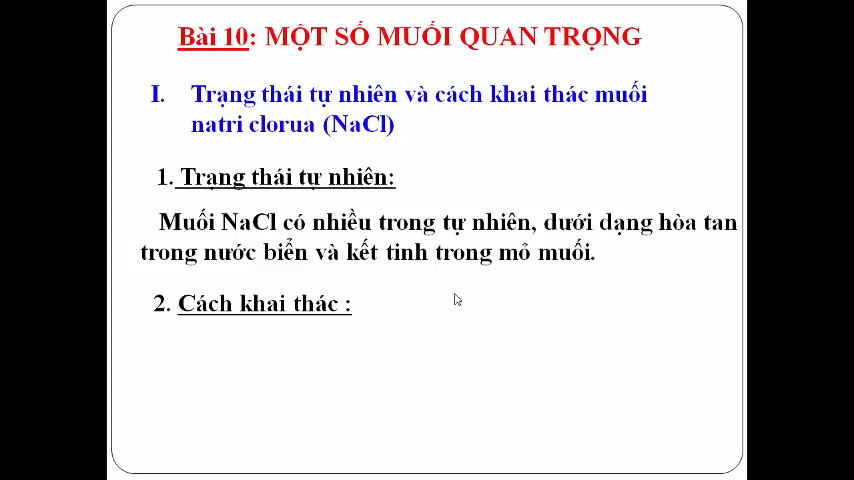 Bài 10: MỘT SỐ MUỐI QUAN TRỌNG
I. Trạng thái tự nhiên và cách khai thác muối
natri clorua (NaCl)
1. Trạng thái tự nhiên:
Muối NaCl có nhiều trong tự nhiên, dưới dạng hòa tan
trong nước biển và kết tinh trong mỏ muối.
2. Cách khai thác :